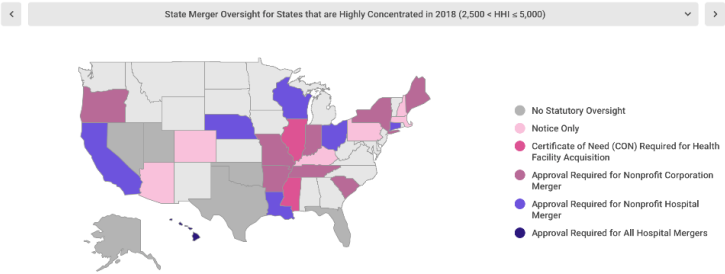 State Merger Oversight for States that are Highly Concentrated in 2018 (2,500 < HHI ≤ 5,000)
No Statutory Oversight
Notice Only
Certificate of Need (CON) Required for Health
Facility Acquisition
Approval Required for Nonprofit Corporation
Merger
Approval Required for Nonprofit Hospital
Merger
Approval Required for All Hospital Mergers